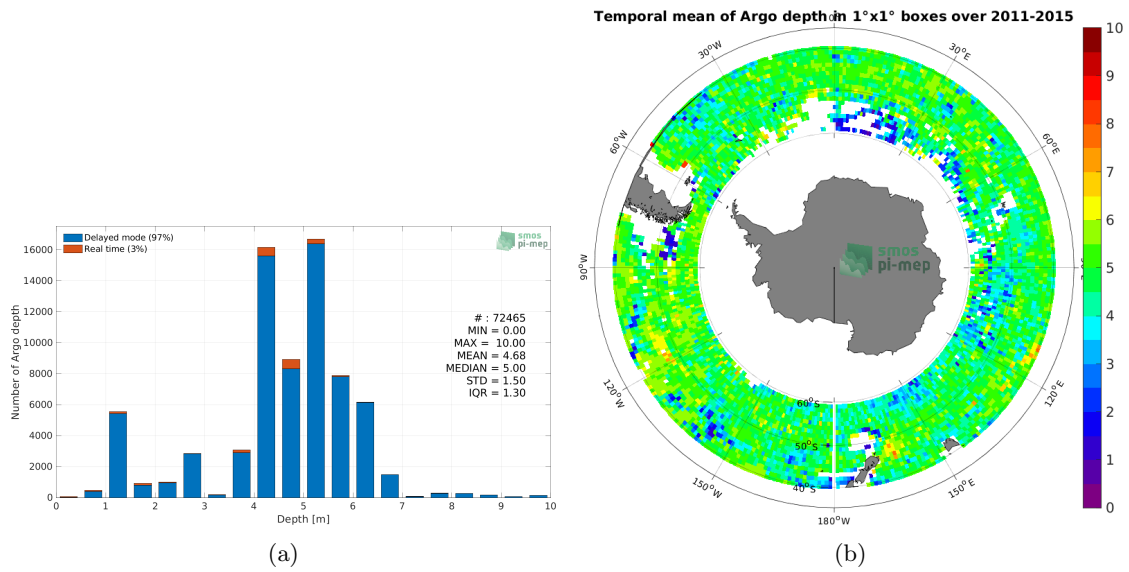 Delayed mode (97%)
Real time (3%)
smos
pi-mep
# : 72465
MIN = 0.00
MAX = 10.00
MEAN = 4.68
MEDIAN = 5.00
STD = 1.50
IQR = 1.30
Number of Argo depth
16000
14000
12000
10000
8000
6000
4000
2000
0
0 1 2 3 4 5 6 7 8 9 10
Depth [m]
(a)
Temporal mean of Argo depth in 1°x1° boxes over 2011-2015
30°W
30°E
60°W
60°E
90°W
120°W
120°E
150°W
150°E
180°W
60°S
50°S
40°S
smos
pi-mep
10
9
8
7
6
5
4
3
2
1
0
(b)